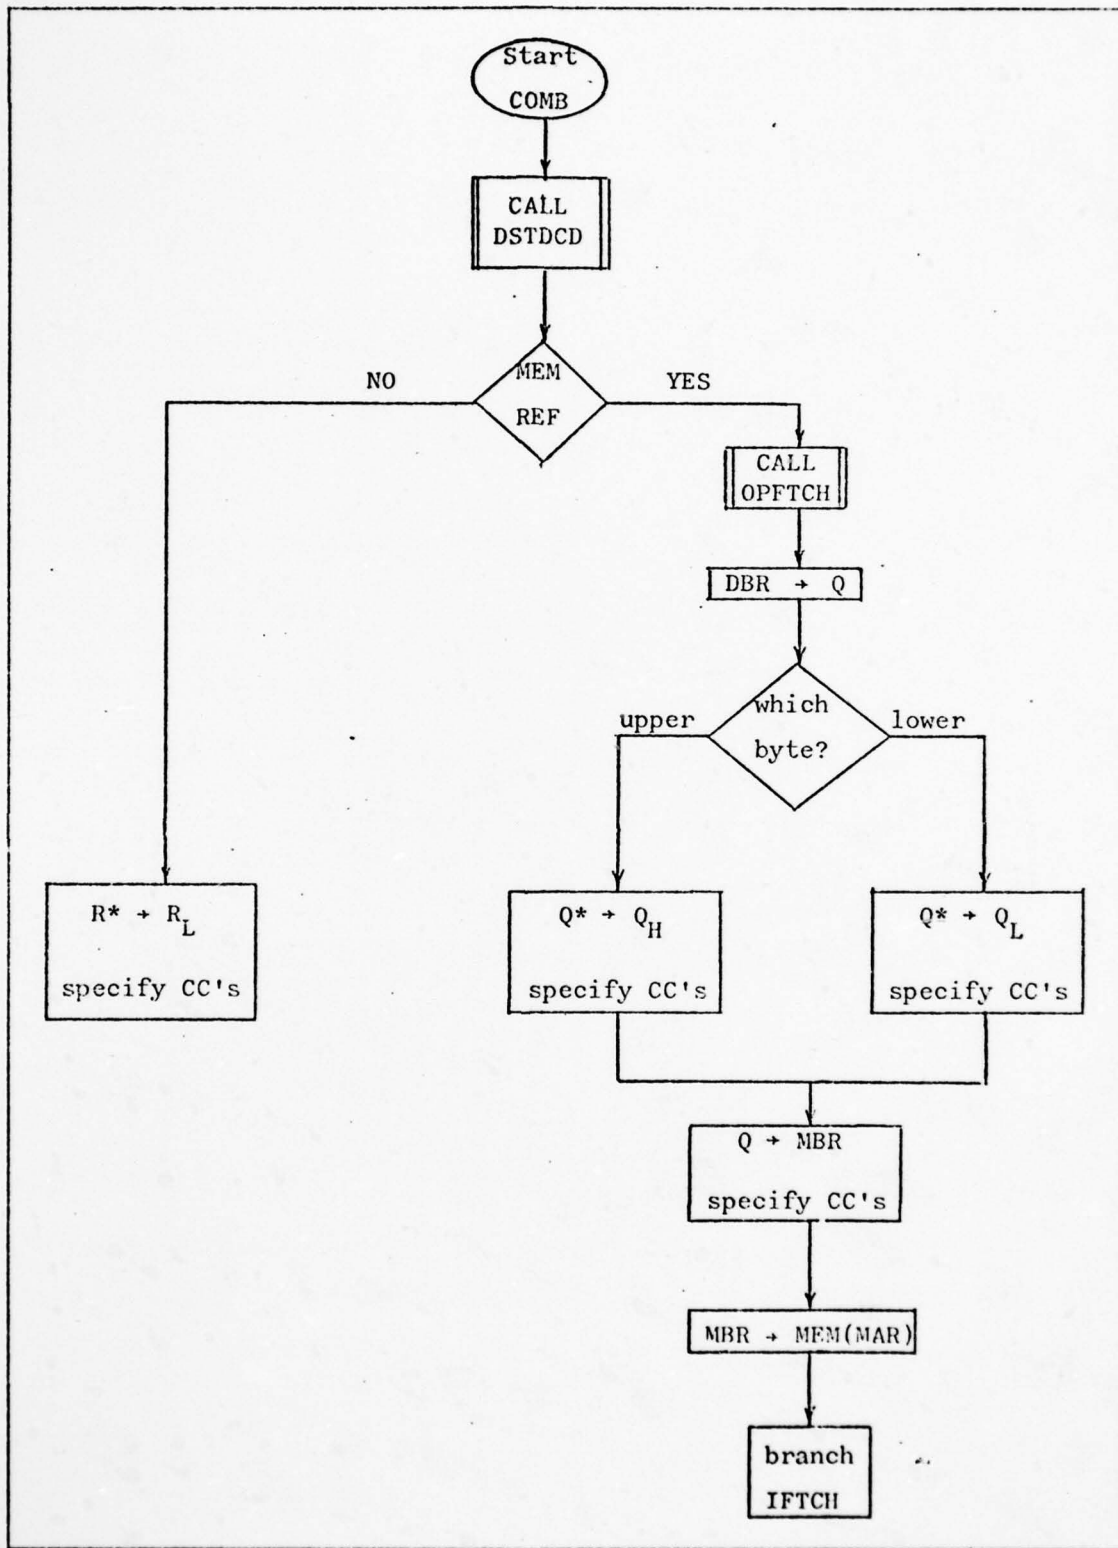 Start
COMB
CALL
DSTDCD
MEM
REF
NO
YES
CALL
OPFTCH
DBR → Q
which
byte?
upper
lower
R* → R_L
specify CC's
Q* → Q_H
specify CC's
Q* → Q_L
specify CC's
Q → MBR
specify CC's
MBR → MEM(MAR)
branch
IFTCH